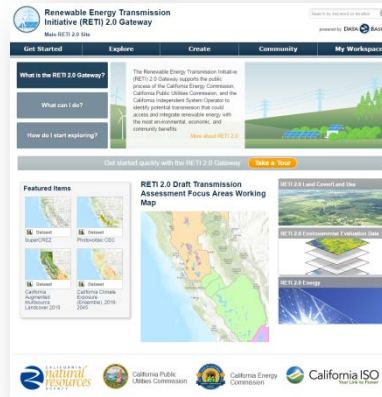 Renewable Energy Transmission
Initiative (RETI) 2.0 Gateway
Main RETI 2.0 Site
Search by keyword or location
powered by DATA BAS
Get Started
Explore
Create
Community
My Workspace
What is the RETI 2.0 Gateway?
What can I do?
How do I start exploring?
The Renewable Energy Transmission Initiative
(RETI) 2.0 Gateway supports the public
process of the California Energy Commission,
California Public Utilities Commission, and the
California Independent System Operator to
identify potential transmission that could
access and integrate renewable energy with
the most environmental, economic, and
community benefits.
More about RETI 2.0
Get started quickly with the RETI 2.0 Gateway
Take a Tour
Featured Items
Dataset
SuperCREZ
Dataset
Photovoltaic CEC
Dataset
California
Augmented
Multisource
Landcover 2013
Dataset
California Climate
Exposure
(Ensemble), 2016-
2045
RETI 2.0 Draft Transmission
Assessment Focus Areas Working
Map
RETI 2.0 Land Cover/Land Use
RETI 2.0 Environmental Evaluation Data
RETI 2.0 Energy
CALIFORNIA
natural
resources
AGENCY
California Public
Utilities Commission
California Energy
Commission
California ISO
Your Link to Power